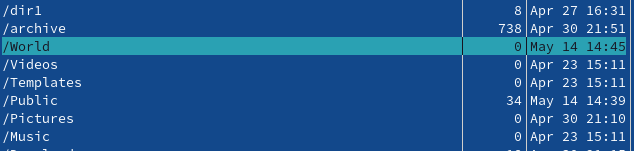 /dir1 8 Apr 27 16:31
/archive 738 Apr 30 21:51
/World 0 May 14 14:45
/Videos 0 Apr 23 15:11
/Templates 0 Apr 23 15:11
/Public 34 May 14 14:39
/Pictures 0 Apr 30 21:10
/Music 0 Apr 23 15:11